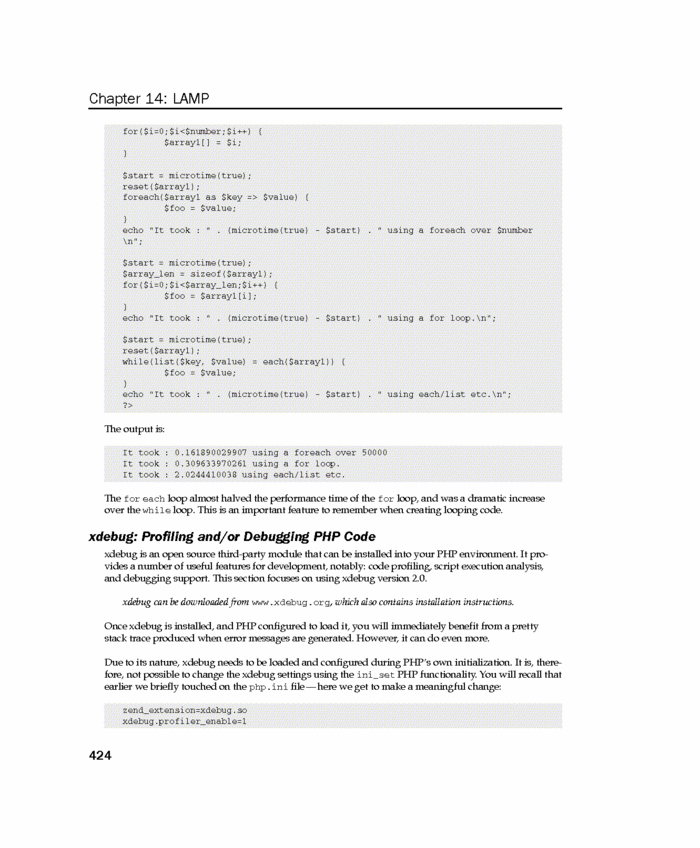 Chapter 14: LAMP
for($i=0;$i<$number;$i++) {
$array1[] = $i;
}
$start = microtime(true);
reset($array1);
foreach($array1 as $key => $value) {
$foo = $value;
}
echo "It took : " . (microtime(true) - $start) . " using a foreach over $number
\n";
$start = microtime(true);
$array_len = sizeof($array1);
for($i=0;$i<$array_len;$i++) {
$foo = $array1[i];
}
echo "It took : " . (microtime(true) - $start) . " using a for loop.\n";
$start = microtime(true);
reset($array1);
while(list($key, $value) = each($array1)) {
$foo = $value;
}
echo "It took : " . (microtime(true) - $start) . " using each/list etc.\n";
?>
The output is:
It took : 0.161890029907 using a foreach over 50000
It took : 0.309633970261 using a for loop.
It took : 2.0244410038 using each/list etc.
The for each loop almost halved the performance time of the for loop, and was a dramatic increase
over the while loop. This is an important feature to remember when creating looping code.
xdebug: Profiling and/or Debugging PHP Code
xdebug is an open source third-party module that can be installed into your PHP environment. It pro-
vides a number of useful features for development, notably: code profiling, script execution analysis,
and debugging support. This section focuses on using xdebug version 2.0.
xdebug can be downloaded from www.xdebug.org, which also contains installation instructions.
Once xdebug is installed, and PHP configured to load it, you will immediately benefit from a pretty
stack trace produced when error messages are generated. However, it can do even more.
Due to its nature, xdebug needs to be loaded and configured during PHP's own initialization. It is, there-
fore, not possible to change the xdebug settings using the ini_set PHP functionality. You will recall that
earlier we briefly touched on the php.ini file—here we get to make a meaningful change:
zend_extension=xdebug.so
xdebug.profiler_enable=1
424